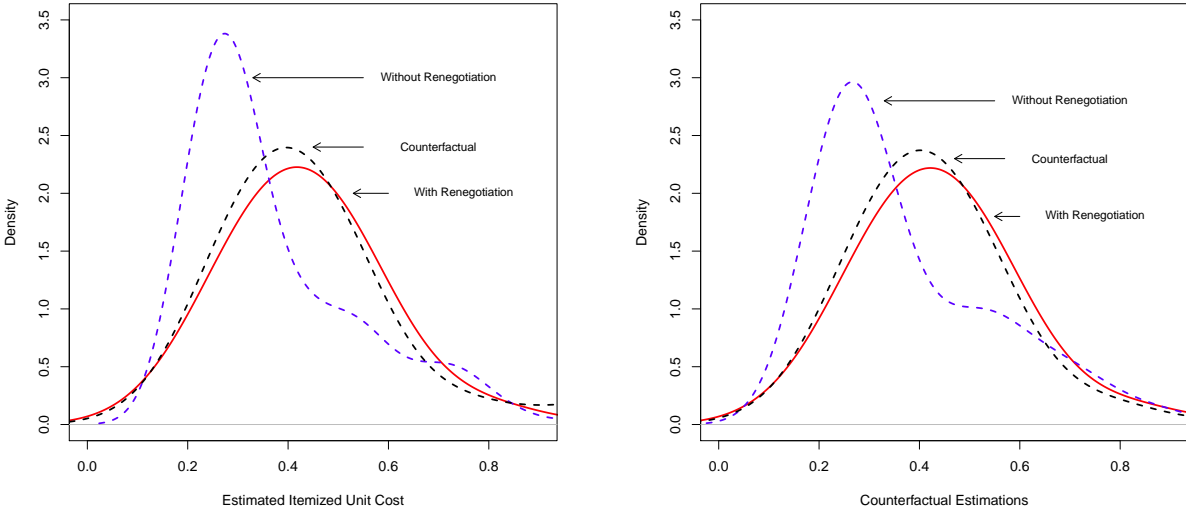 3.5
3.0
2.5
2.0
1.5
1.0
0.5
0.0
Density
Without Renegotiation
Counterfactual
With Renegotiation
0.0 0.2 0.4 0.6 0.8
Estimated Itemized Unit Cost
3.5
3.0
2.5
2.0
1.5
1.0
0.5
0.0
Density
Without Renegotiation
Counterfactual
With Renegotiation
0.0 0.2 0.4 0.6 0.8
Counterfactual Estimations